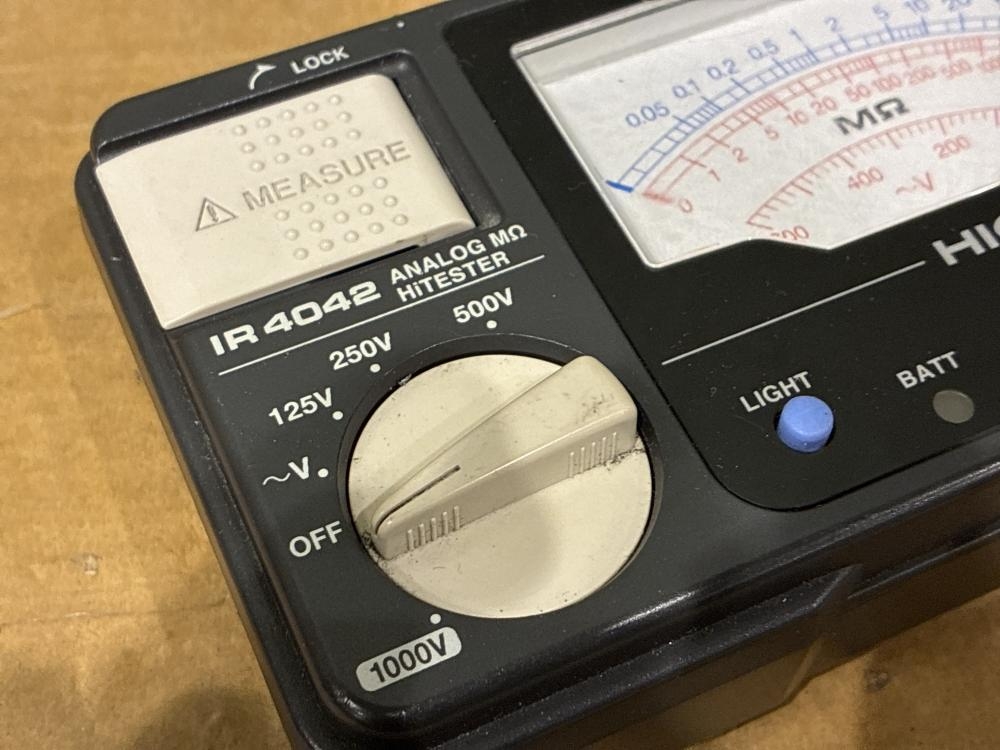 LOCK
⚠ MEASURE
IR4042 ANALOG MΩ
HiTESTER
500V
250V
125V
～V
OFF
1000V
0.05 0.1 0.2 0.5 1 2 5 10 20
0 1 2 5 10 20 50 100 200 500
MΩ
400 200
～V
LIGHT
BATT